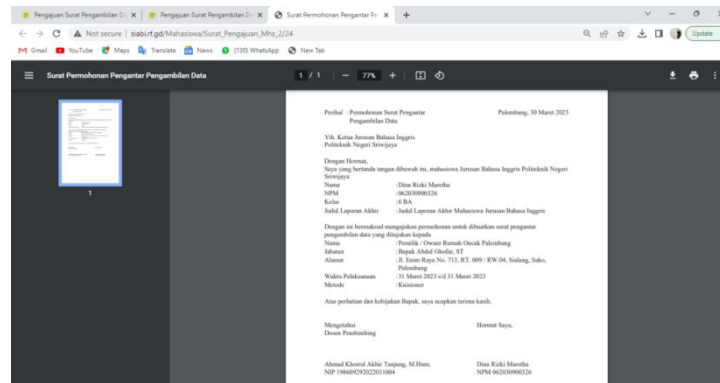 Pengajuan Surat Pengambilan D
Pengajuan Surat Pengambilan D
Surat Permohonan Pengantar Pe
Not secure | siabi.rf.gd/Mahasiswa/Surat_Pengajuan_Mhs_2/24
Update
Gmail YouTube Maps Translate News (130) WhatsApp New Tab
Surat Permohonan Pengantar Pengambilan Data
1 / 1 | — 77% +
1
Perihal : Permohonan Surat Pengantar Palembang, 30 Maret 2023
Pengambilan Data
Yth. Ketua Jurusan Bahasa Inggris
Politeknik Negeri Sriwijaya
Dengan Hormat,
Saya yang bertanda tangan dibawah ini, mahasiswa Jurusan Bahasa Inggris Politeknik Negeri
Sriwijaya
Nama : Dina Rizki Maretha
NPM : 062030900326
Kelas : 6 BA
Judul Laporan Akhir : Judul Laporan Akhir Mahasiswa Jurusan Bahasa Inggris
Dengan ini bermaksud mengajukan permohonan untuk dibuatkan surat pengantar
pengambilan data yang ditujukan kepada
Nama : Pemilik / Owner Rumah Oncak Palembang
Jabatan : Bapak Abdul Ghofar, ST
Alamat : Jl. Enim Raya No. 713, RT. 009 / RW.04, Sialang, Sako,
Palembang
Waktu Pelaksanaan : 31 Maret 2023 s/d 31 Maret 2023
Metode : Kuisioner
Atas perhatian dan kebijakan Bapak, saya ucapkan terima kasih.
Mengetahui Hormat Saya,
Dosen Pembimbing
Ahmad Khoirul Akhir Tanjung, M.Hum. Dina Rizki Maretha
NIP 198609292022031004 NPM 062030900326